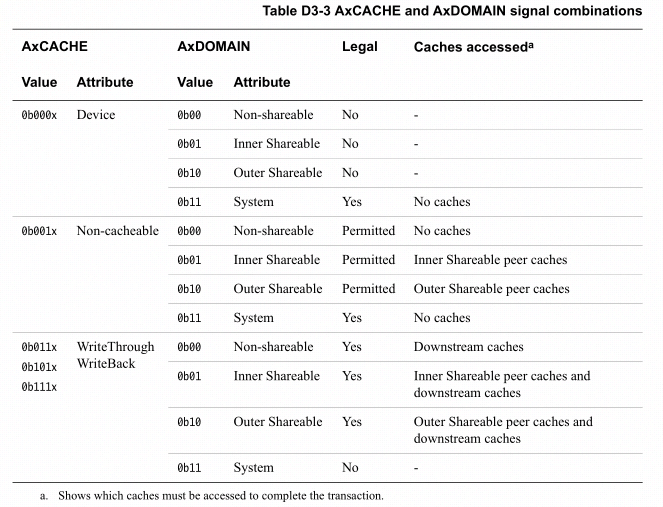 Table D3-3 AxCACHE and AxDOMAIN signal combinations
AxCACHE AxDOMAIN Legal Caches accessedᵃ
Value Attribute Value Attribute
0b000x Device 0b00 Non-shareable No -
0b01 Inner Shareable No -
0b10 Outer Shareable No -
0b11 System Yes No caches
0b001x Non-cacheable 0b00 Non-shareable Permitted No caches
0b01 Inner Shareable Permitted Inner Shareable peer caches
0b10 Outer Shareable Permitted Outer Shareable peer caches
0b11 System Yes No caches
0b011x WriteThrough 0b00 Non-shareable Yes Downstream caches
0b101x WriteBack
0b111x 0b01 Inner Shareable Yes Inner Shareable peer caches and
downstream caches
0b10 Outer Shareable Yes Outer Shareable peer caches and
downstream caches
0b11 System No -
a. Shows which caches must be accessed to complete the transaction.